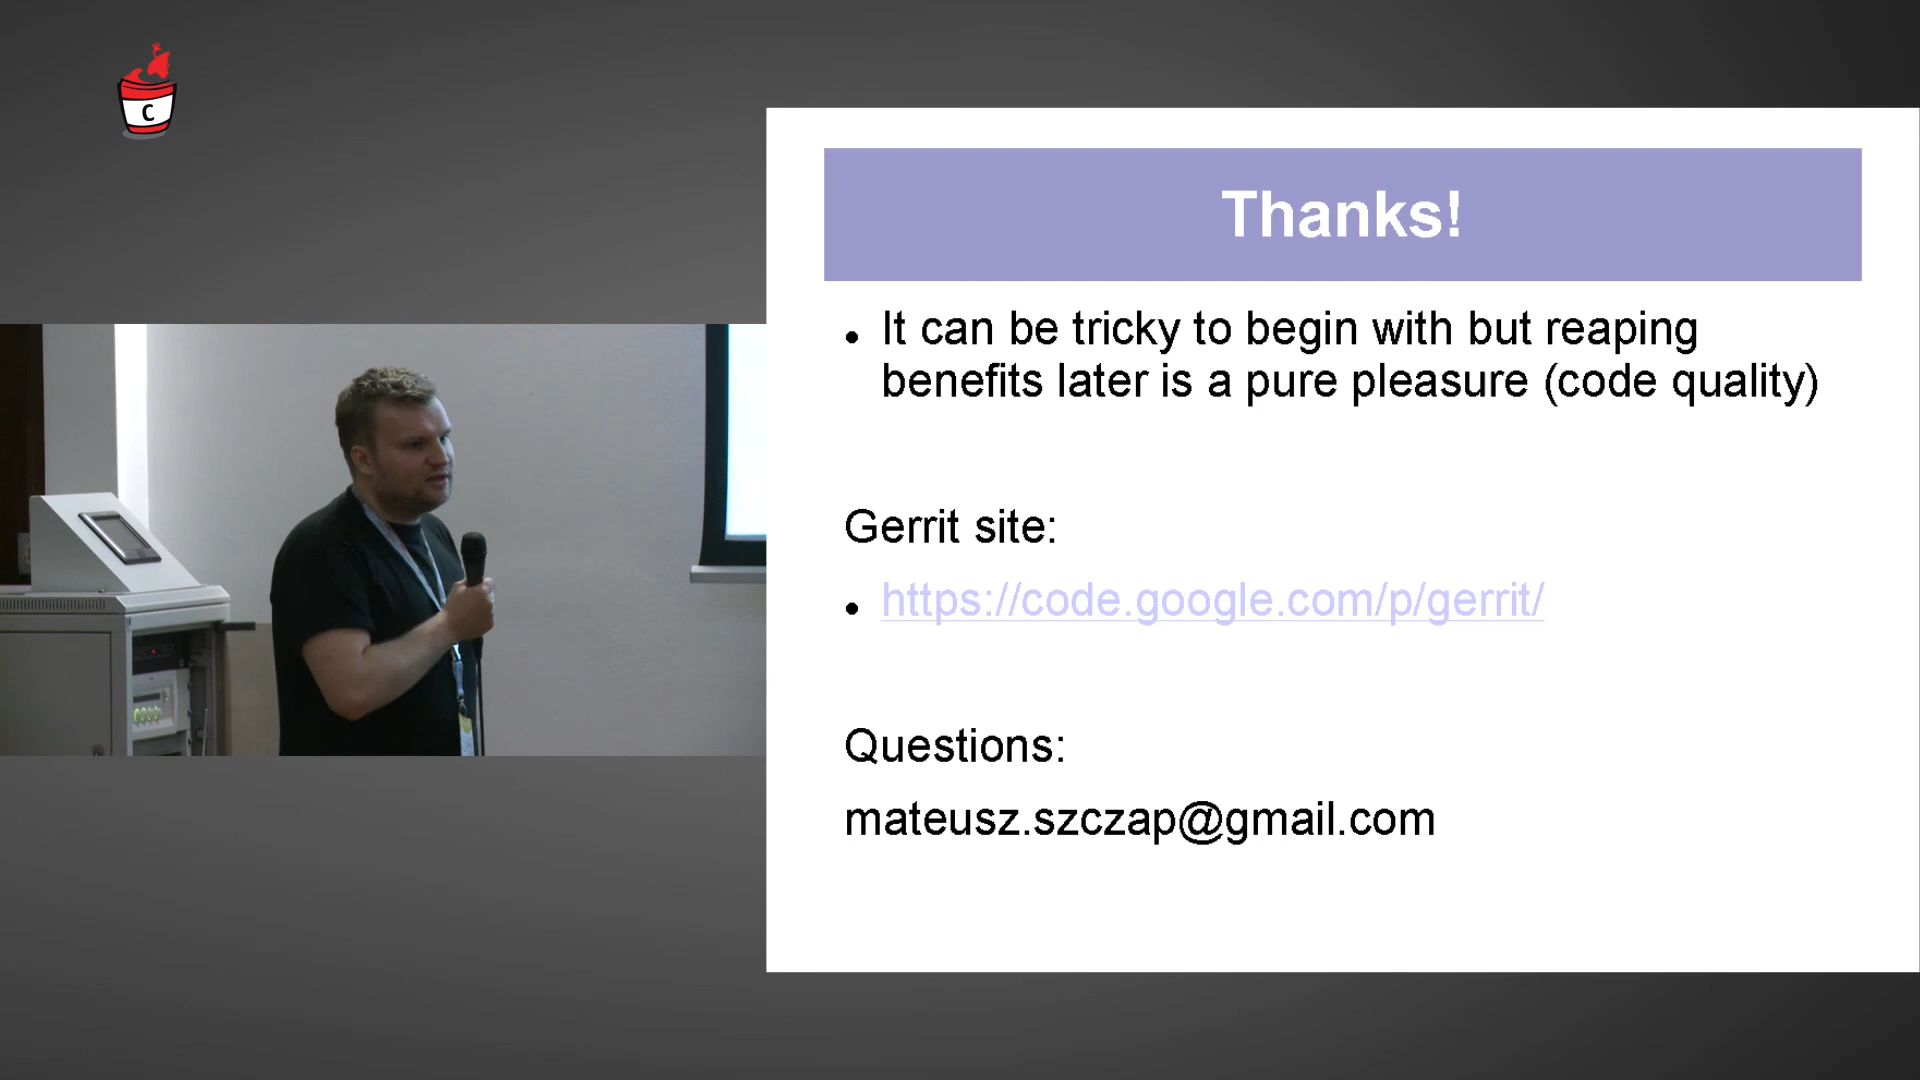 C
Thanks!
• It can be tricky to begin with but reaping
benefits later is a pure pleasure (code quality)
Gerrit site:
• https://code.google.com/p/gerrit/
Questions:
mateusz.szczap@gmail.com